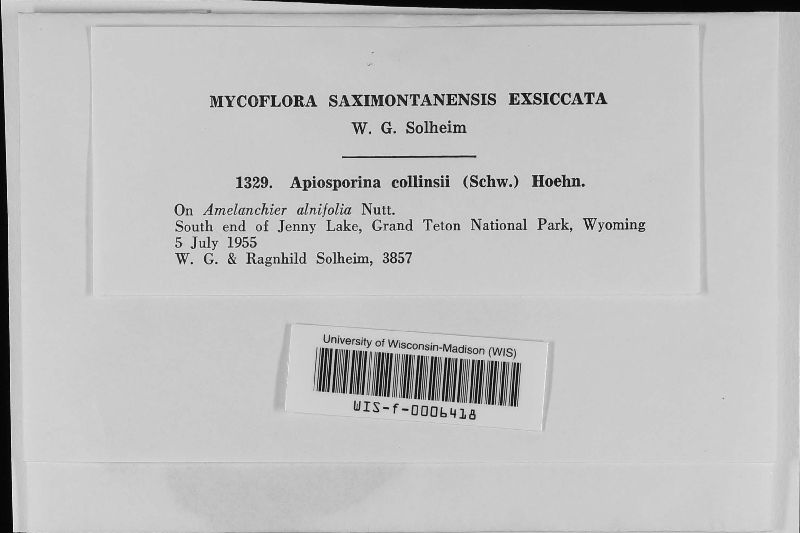 MYCOFLORA SAXIMONTANENSIS EXSICCATA
W. G. Solheim
1329. Apiosporina collinsii (Schw.) Hoehn.
On Amelanchier alnifolia Nutt.
South end of Jenny Lake, Grand Teton National Park, Wyoming
5 July 1955
W. G. & Ragnhild Solheim, 3857
University of Wisconsin-Madison (WIS)
WIS-f-0006418